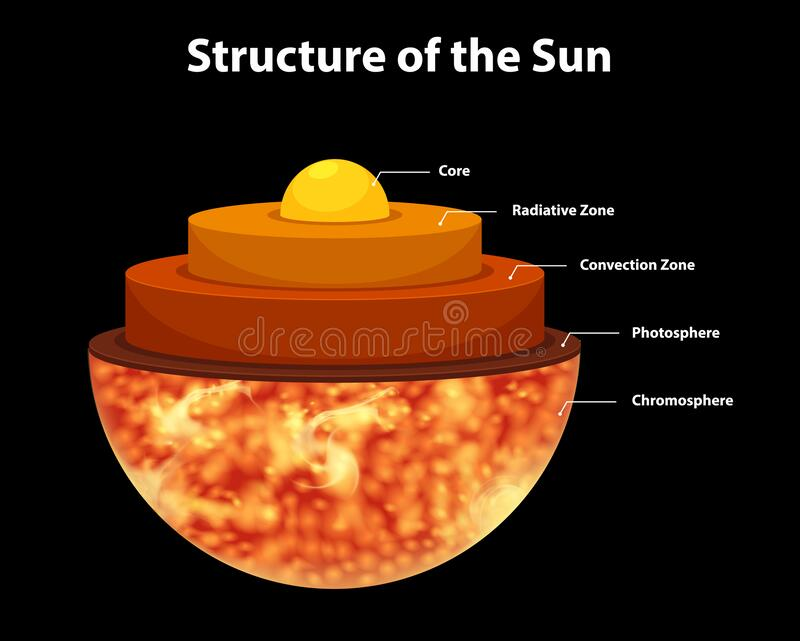 Structure of the Sun
Core
Radiative Zone
Convection Zone
Photosphere
dreamstime
Chromosphere